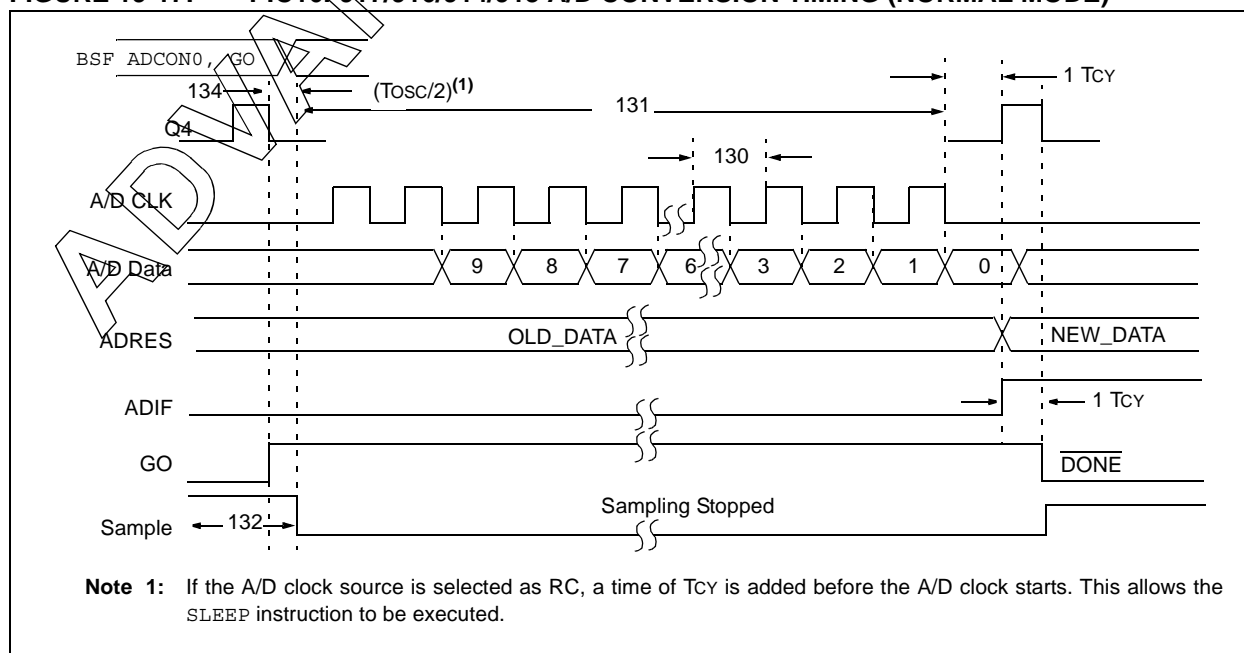 BSF ADCON0, GO
134
(TOSC/2)(1)
131
1 TCY
Q4
130
A/D CLK
A/D Data
9 8 7 6 3 2 1 0
ADRES
OLD_DATA
NEW_DATA
ADIF
1 TCY
GO
DONE
Sampling Stopped
Sample
132
Note 1: If the A/D clock source is selected as RC, a time of TCY is added before the A/D clock starts. This allows the
SLEEP instruction to be executed.